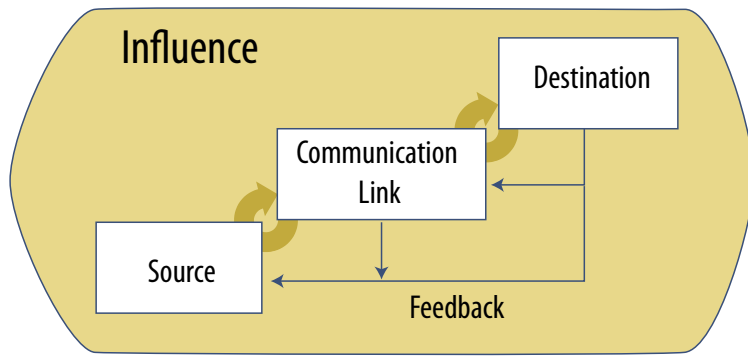 Influence
Destination
Communication
Link
Source
Feedback